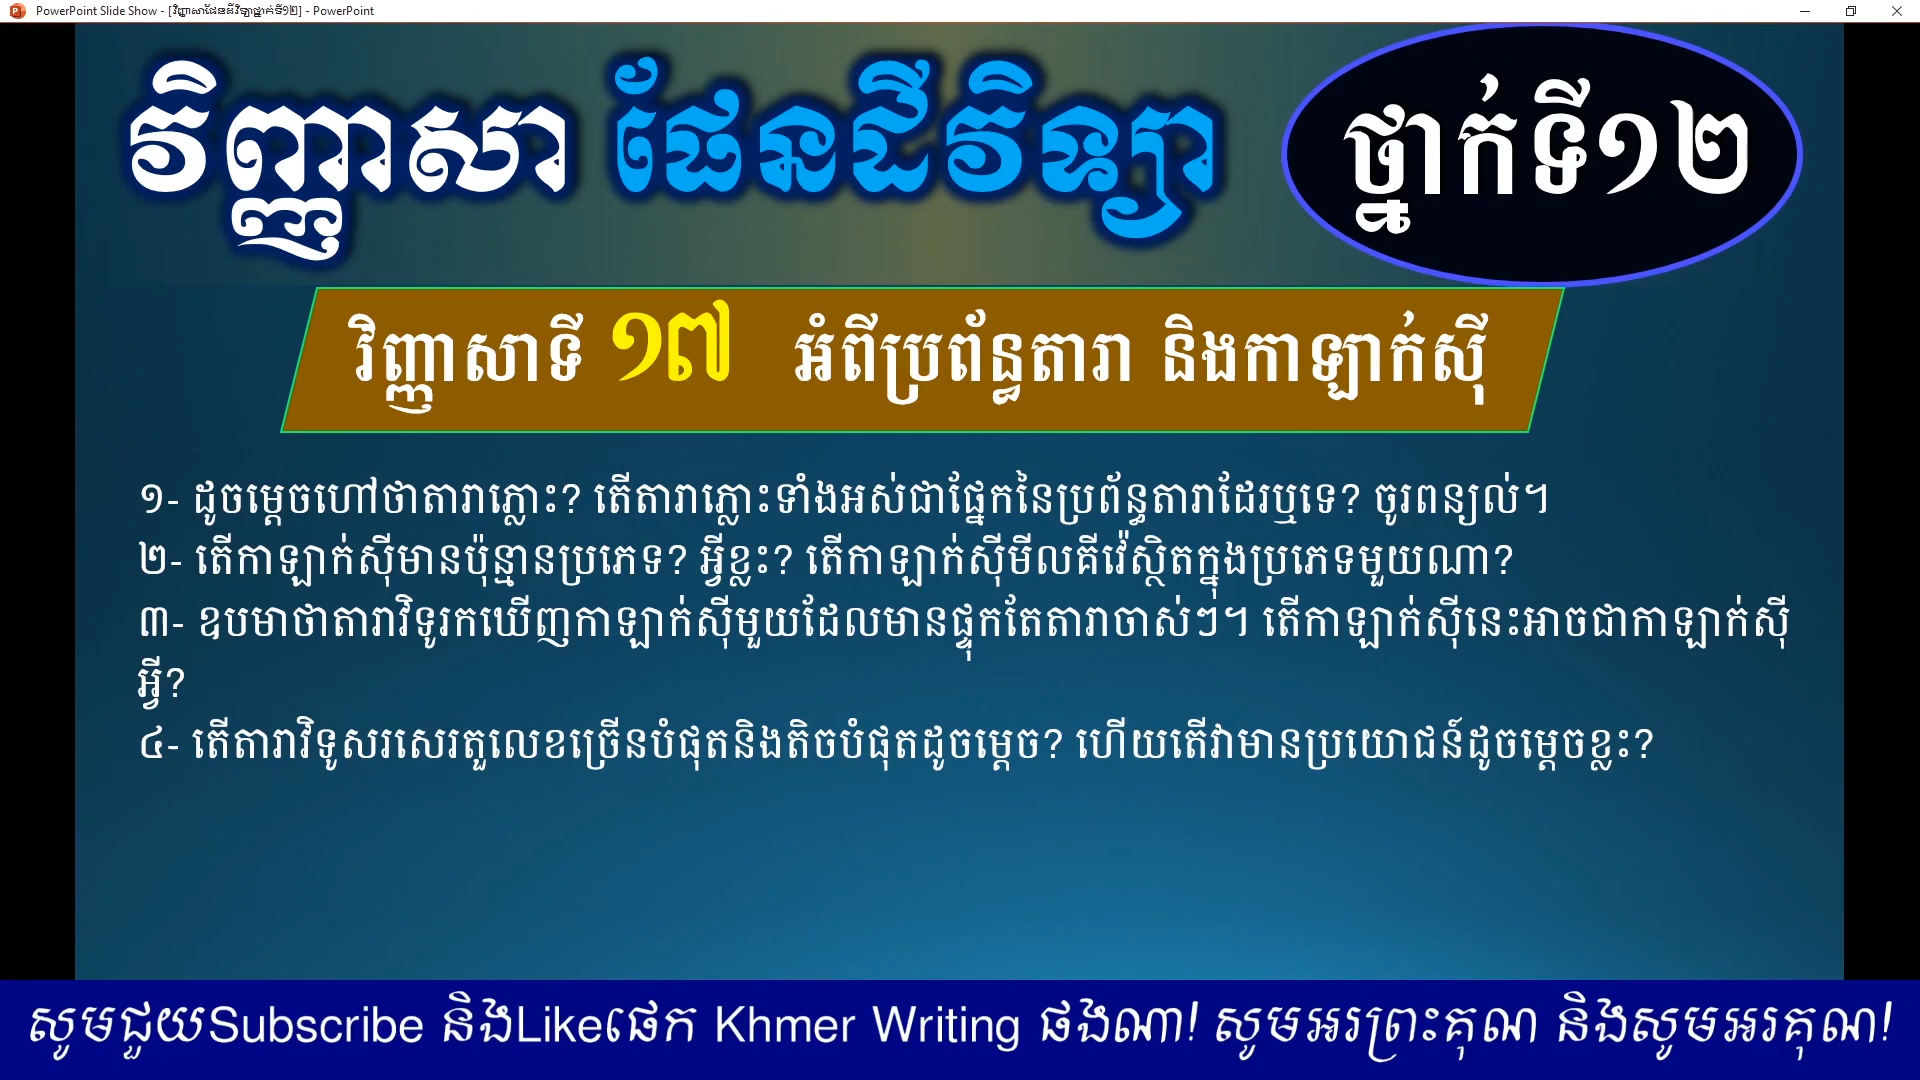 PowerPoint Slide Show - [វិញ្ញាសាផែនដីវិទ្យាថ្នាក់ទី១២] - PowerPoint
វិញ្ញាសា ផែនដីវិទ្យា ថ្នាក់ទី១២
វិញ្ញាសាទី ១៧ អំពីប្រព័ន្ធតារា និងកាឡាក់ស៊ី
១- ដូចម្ដេចហៅថាតារាភ្លោះ? តើតារាភ្លោះទាំងអស់ជាផ្នែកនៃប្រព័ន្ធតារាដែរឬទេ? ចូរពន្យល់។
២- តើកាឡាក់ស៊ីមានប៉ុន្មានប្រភេទ? អ្វីខ្លះ? តើកាឡាក់ស៊ីមីលគីវ៉េស្ថិតក្នុងប្រភេទមួយណា?
៣- ឧបមាថាតារាវិទូរកឃើញកាឡាក់ស៊ីមួយដែលមានផ្ទុកតែតារាចាស់ៗ។ តើកាឡាក់ស៊ីនេះអាចជាកាឡាក់ស៊ី
អ្វី?
៤- តើតារាវិទូសរសេរតួលេខច្រើនបំផុតនិងតិចបំផុតដូចម្ដេច? ហើយតើវាមានប្រយោជន៍ដូចម្ដេចខ្លះ?
សូមជួយSubscribe និងLikeផេក Khmer Writing ផងណា! សូមអរព្រះគុណ និងសូមអរគុណ!